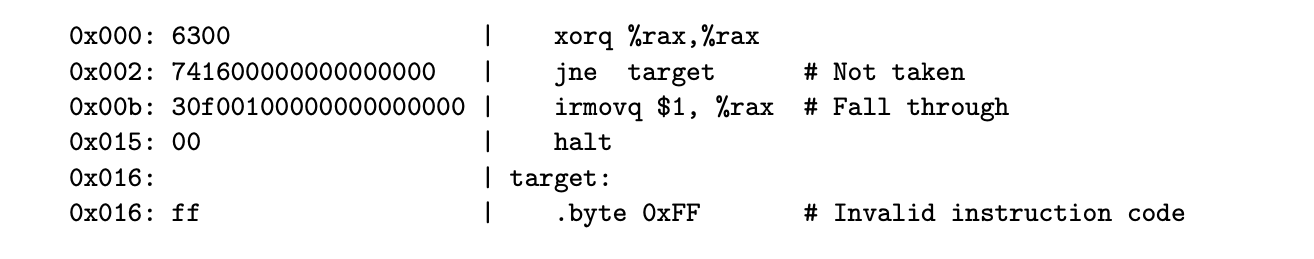 0x000: 6300                 |    xorq %rax,%rax
0x002: 741600000000000000   |    jne  target      # Not taken
0x00b: 30f00100000000000000 |    irmovq $1, %rax  # Fall through
0x015: 00                   |    halt
0x016:                      | target:
0x016: ff                   |    .byte 0xFF       # Invalid instruction code